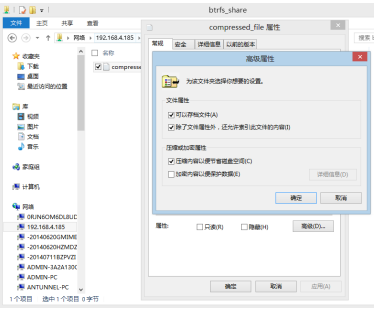 btrfs_share
文件 主页 共享 查看
网络 ▸ 192.168.4.185 ▸
收藏夹
下载
桌面
最近访问的位置
库
视频
图片
文档
音乐
家庭组
计算机
网络
0RJN6OM6DL8UD
192.168.4.185
-20140620GMIME
-20140620HZMDZ
-20140711BZPVZI
ADMIN-3A2A130C
ADMIN-PC
ANTUNNEL-PC
1个项目 选中1个项目 0字节
名称
compresse
compressed_file 属性
常规 安全 详细信息 以前的版本
高级属性
为该文件夹选择你想要的设置。
文件属性
可以存档文件(A)
除了文件属性外，还允许索引此文件的内容(I)
压缩或加密属性
压缩内容以便节省磁盘空间(C)
加密内容以便保护数据(E)
详细信息(D)
确定 取消
属性: 只读(R) 隐藏(H) 高级(D)...
确定 取消 应用(A)
搜索